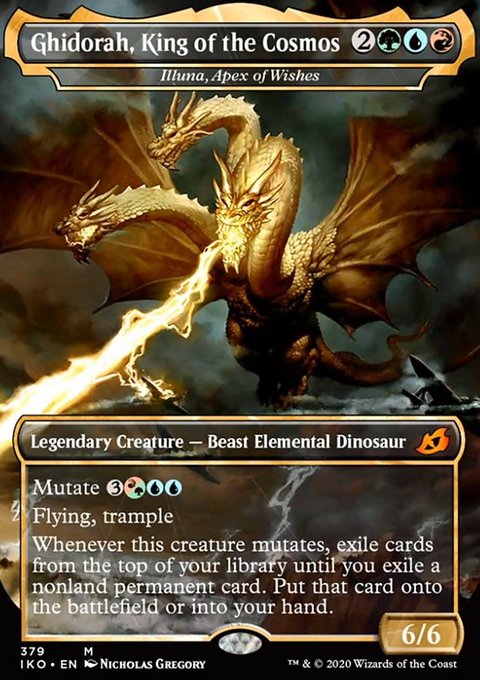 Ghidorah, King of the Cosmos 2
Illuna, Apex of Wishes
Legendary Creature — Beast Elemental Dinosaur
Mutate 3
Flying, trample
Whenever this creature mutates, exile cards
from the top of your library until you exile a
nonland permanent card. Put that card onto
the battlefield or into your hand.
6/6
379 M
IKO • EN Nicholas Gregory
™ & © 2020 Wizards of the Coast